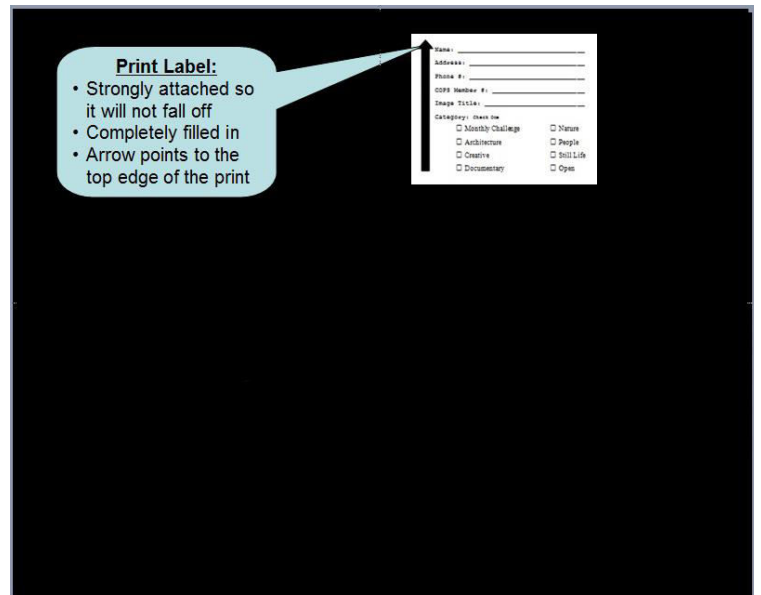 Print Label:
• Strongly attached so
it will not fall off
• Completely filled in
• Arrow points to the
top edge of the print
Name:
Address:
Phone #:
COPS Member #:
Image Title:
Category: Check One
☐ Monthly Challenge ☐ Nature
☐ Architecture ☐ People
☐ Creative ☐ Still Life
☐ Documentary ☐ Open